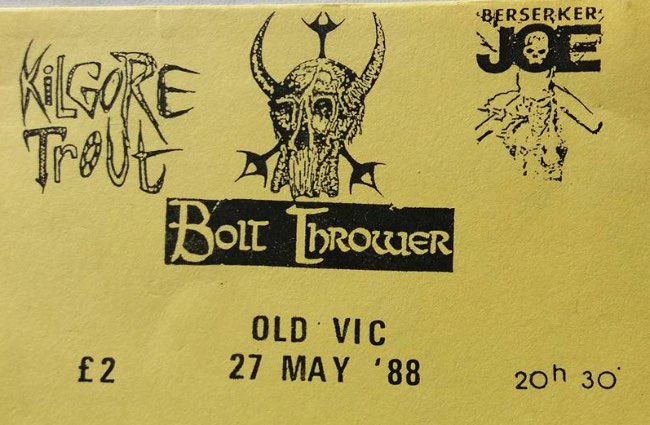 KILGORE
TROUT
BERSERKER
JOE
BOLT THROWER
OLD VIC
£2
27 MAY '88
20h 30